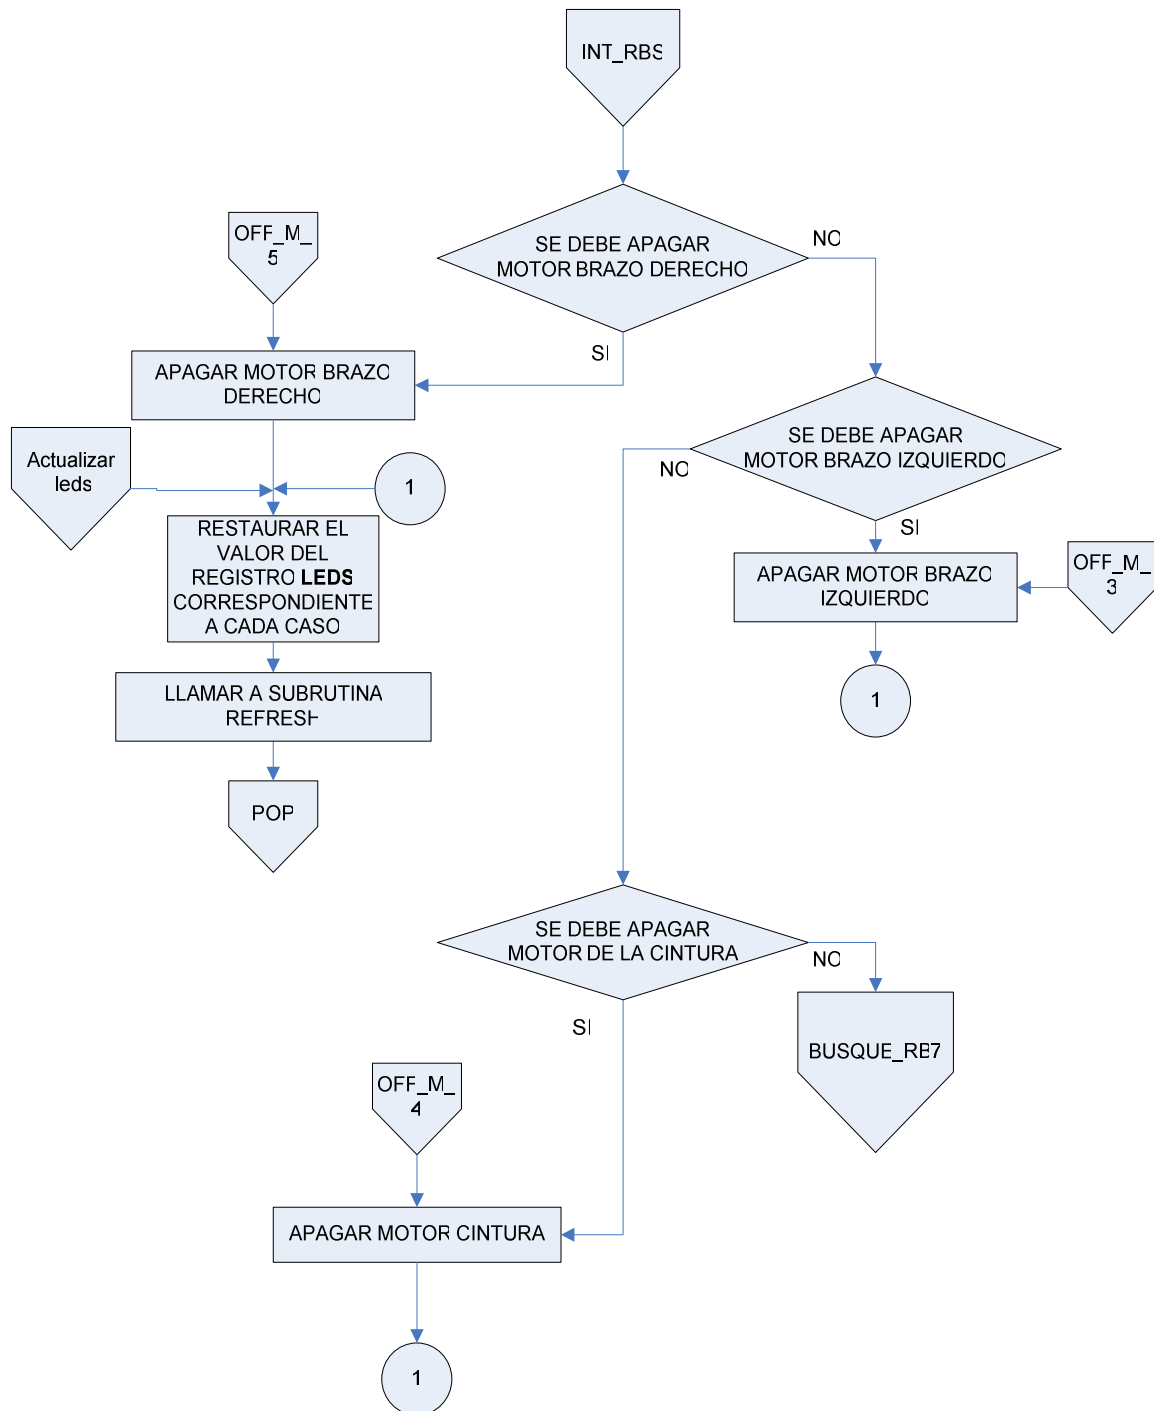 INT_RBS
SE DEBE APAGAR
MOTOR BRAZO DERECHO
NO
SI
OFF_M_
5
APAGAR MOTOR BRAZO
DERECHO
Actualizar
leds
1
RESTAURAR EL
VALOR DEL
REGISTRO LEDS
CORRESPONDIENTE
A CADA CASO
LLAMAR A SUBRUTINA
REFRESH
POP
SE DEBE APAGAR
MOTOR BRAZO IZQUIERDO
NO
SI
APAGAR MOTOR BRAZO
IZQUIERDO
OFF_M_
3
1
SE DEBE APAGAR
MOTOR DE LA CINTURA
NO
SI
BUSQUE_RB7
OFF_M_
4
APAGAR MOTOR CINTURA
1